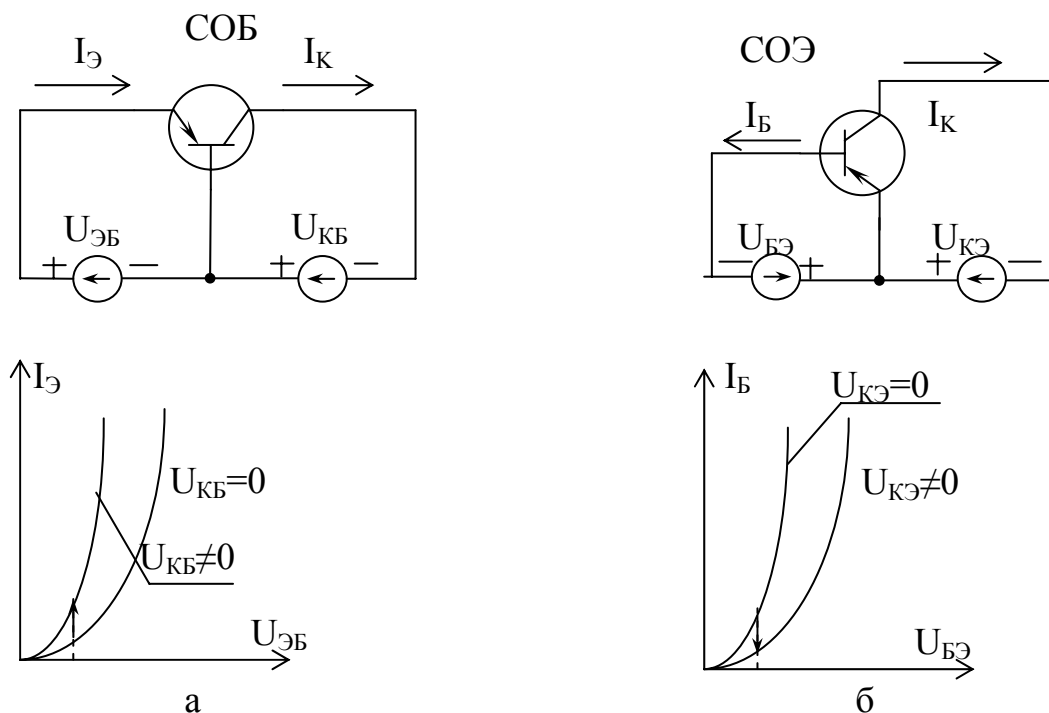 СОБ
IЭ
IК
UЭБ
UКБ
+ − + −
СОЭ
IБ
IК
UБЭ
UКЭ
− + + −
IЭ
UКБ=0
UКБ≠0
UЭБ
а
IБ
UКЭ=0
UКЭ≠0
UБЭ
б